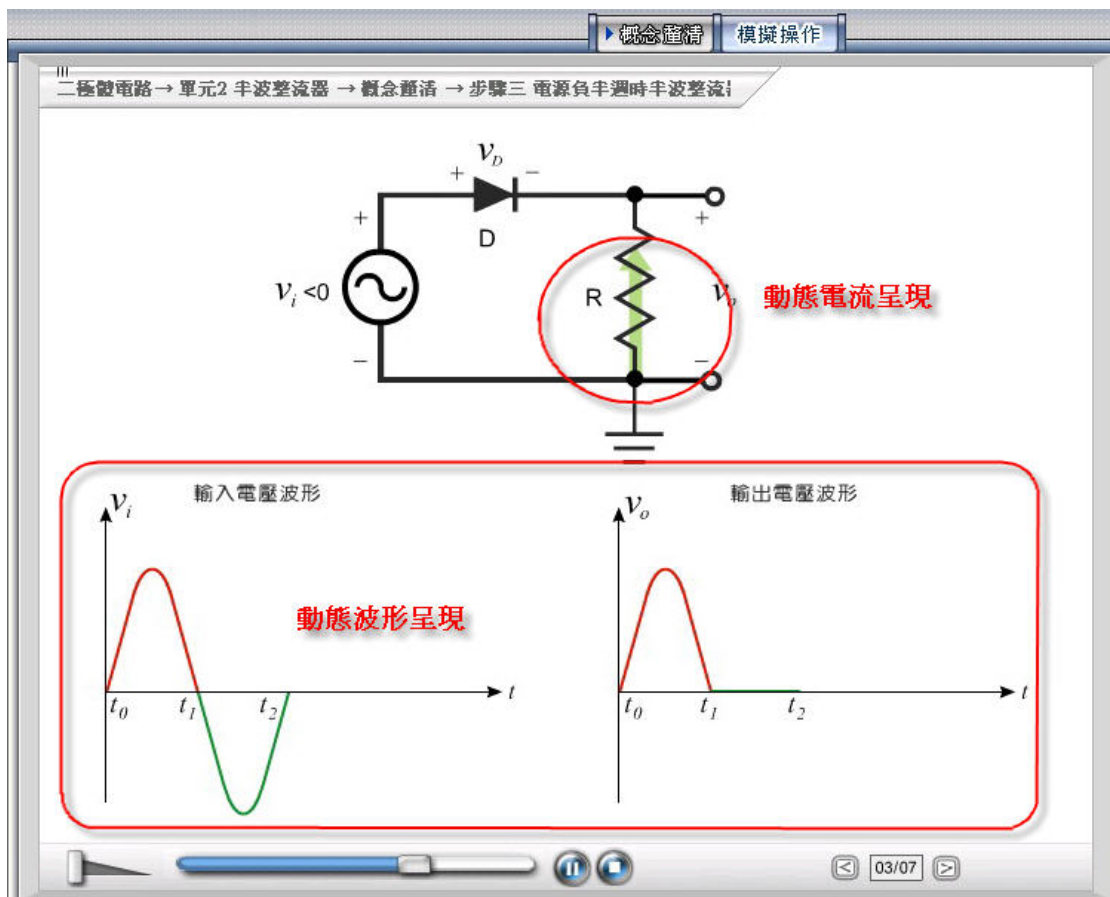 概念釐清 模擬操作
二極體電路→ 單元2 半波整流器 → 概念釐清 → 步驟三 電源負半週時半波整流
v_D
+ −
D
+ +
v_i <0
R
v_o
動態電流呈現
− −
輸入電壓波形 輸出電壓波形
v_i v_o
動態波形呈現
t_0 t_1 t_2 t t_0 t_1 t_2 t
03/07